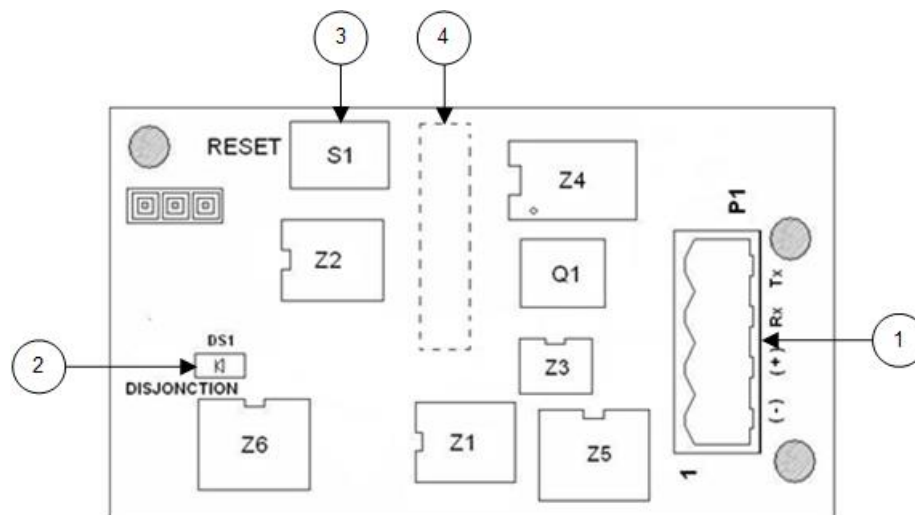 3
4
RESET
S1
Z4
P1
Z2
Q1
Tx
Rx
1
2
DS1
Z3
(+)
DISJONCTION
(-)
Z6
Z1
Z5
1